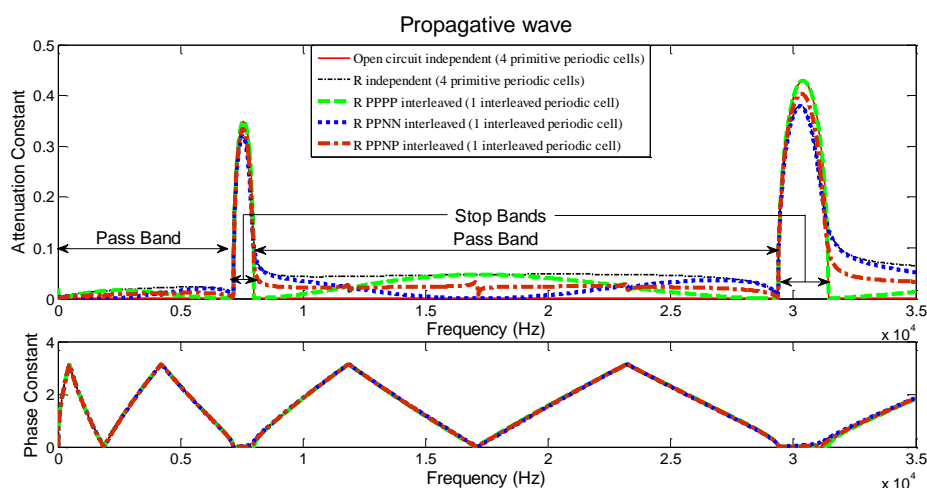 Propagative wave
Attenuation Constant
0.5
0.4
0.3
0.2
0.1
0
Open circuit independent (4 primitive periodic cells)
R independent (4 primitive periodic cells)
R PPPP interleaved (1 interleaved periodic cell)
R PPNN interleaved (1 interleaved periodic cell)
R PPNP interleaved (1 interleaved periodic cell)
Stop Bands
Pass Band
Pass Band
0 0.5 1 1.5 2 2.5 3 3.5
Frequency (Hz)
x 10^4
Phase Constant
4
2
0
0 0.5 1 1.5 2 2.5 3 3.5
Frequency (Hz)
x 10^4